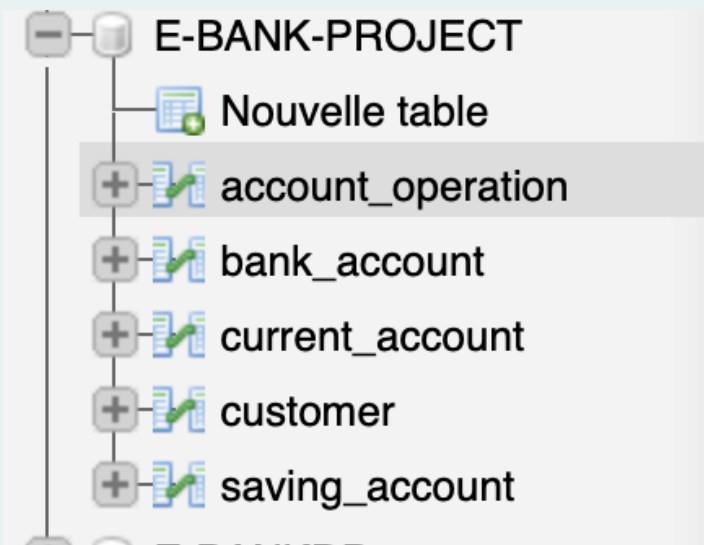 E-BANK-PROJECT
Nouvelle table
account_operation
bank_account
current_account
customer
saving_account